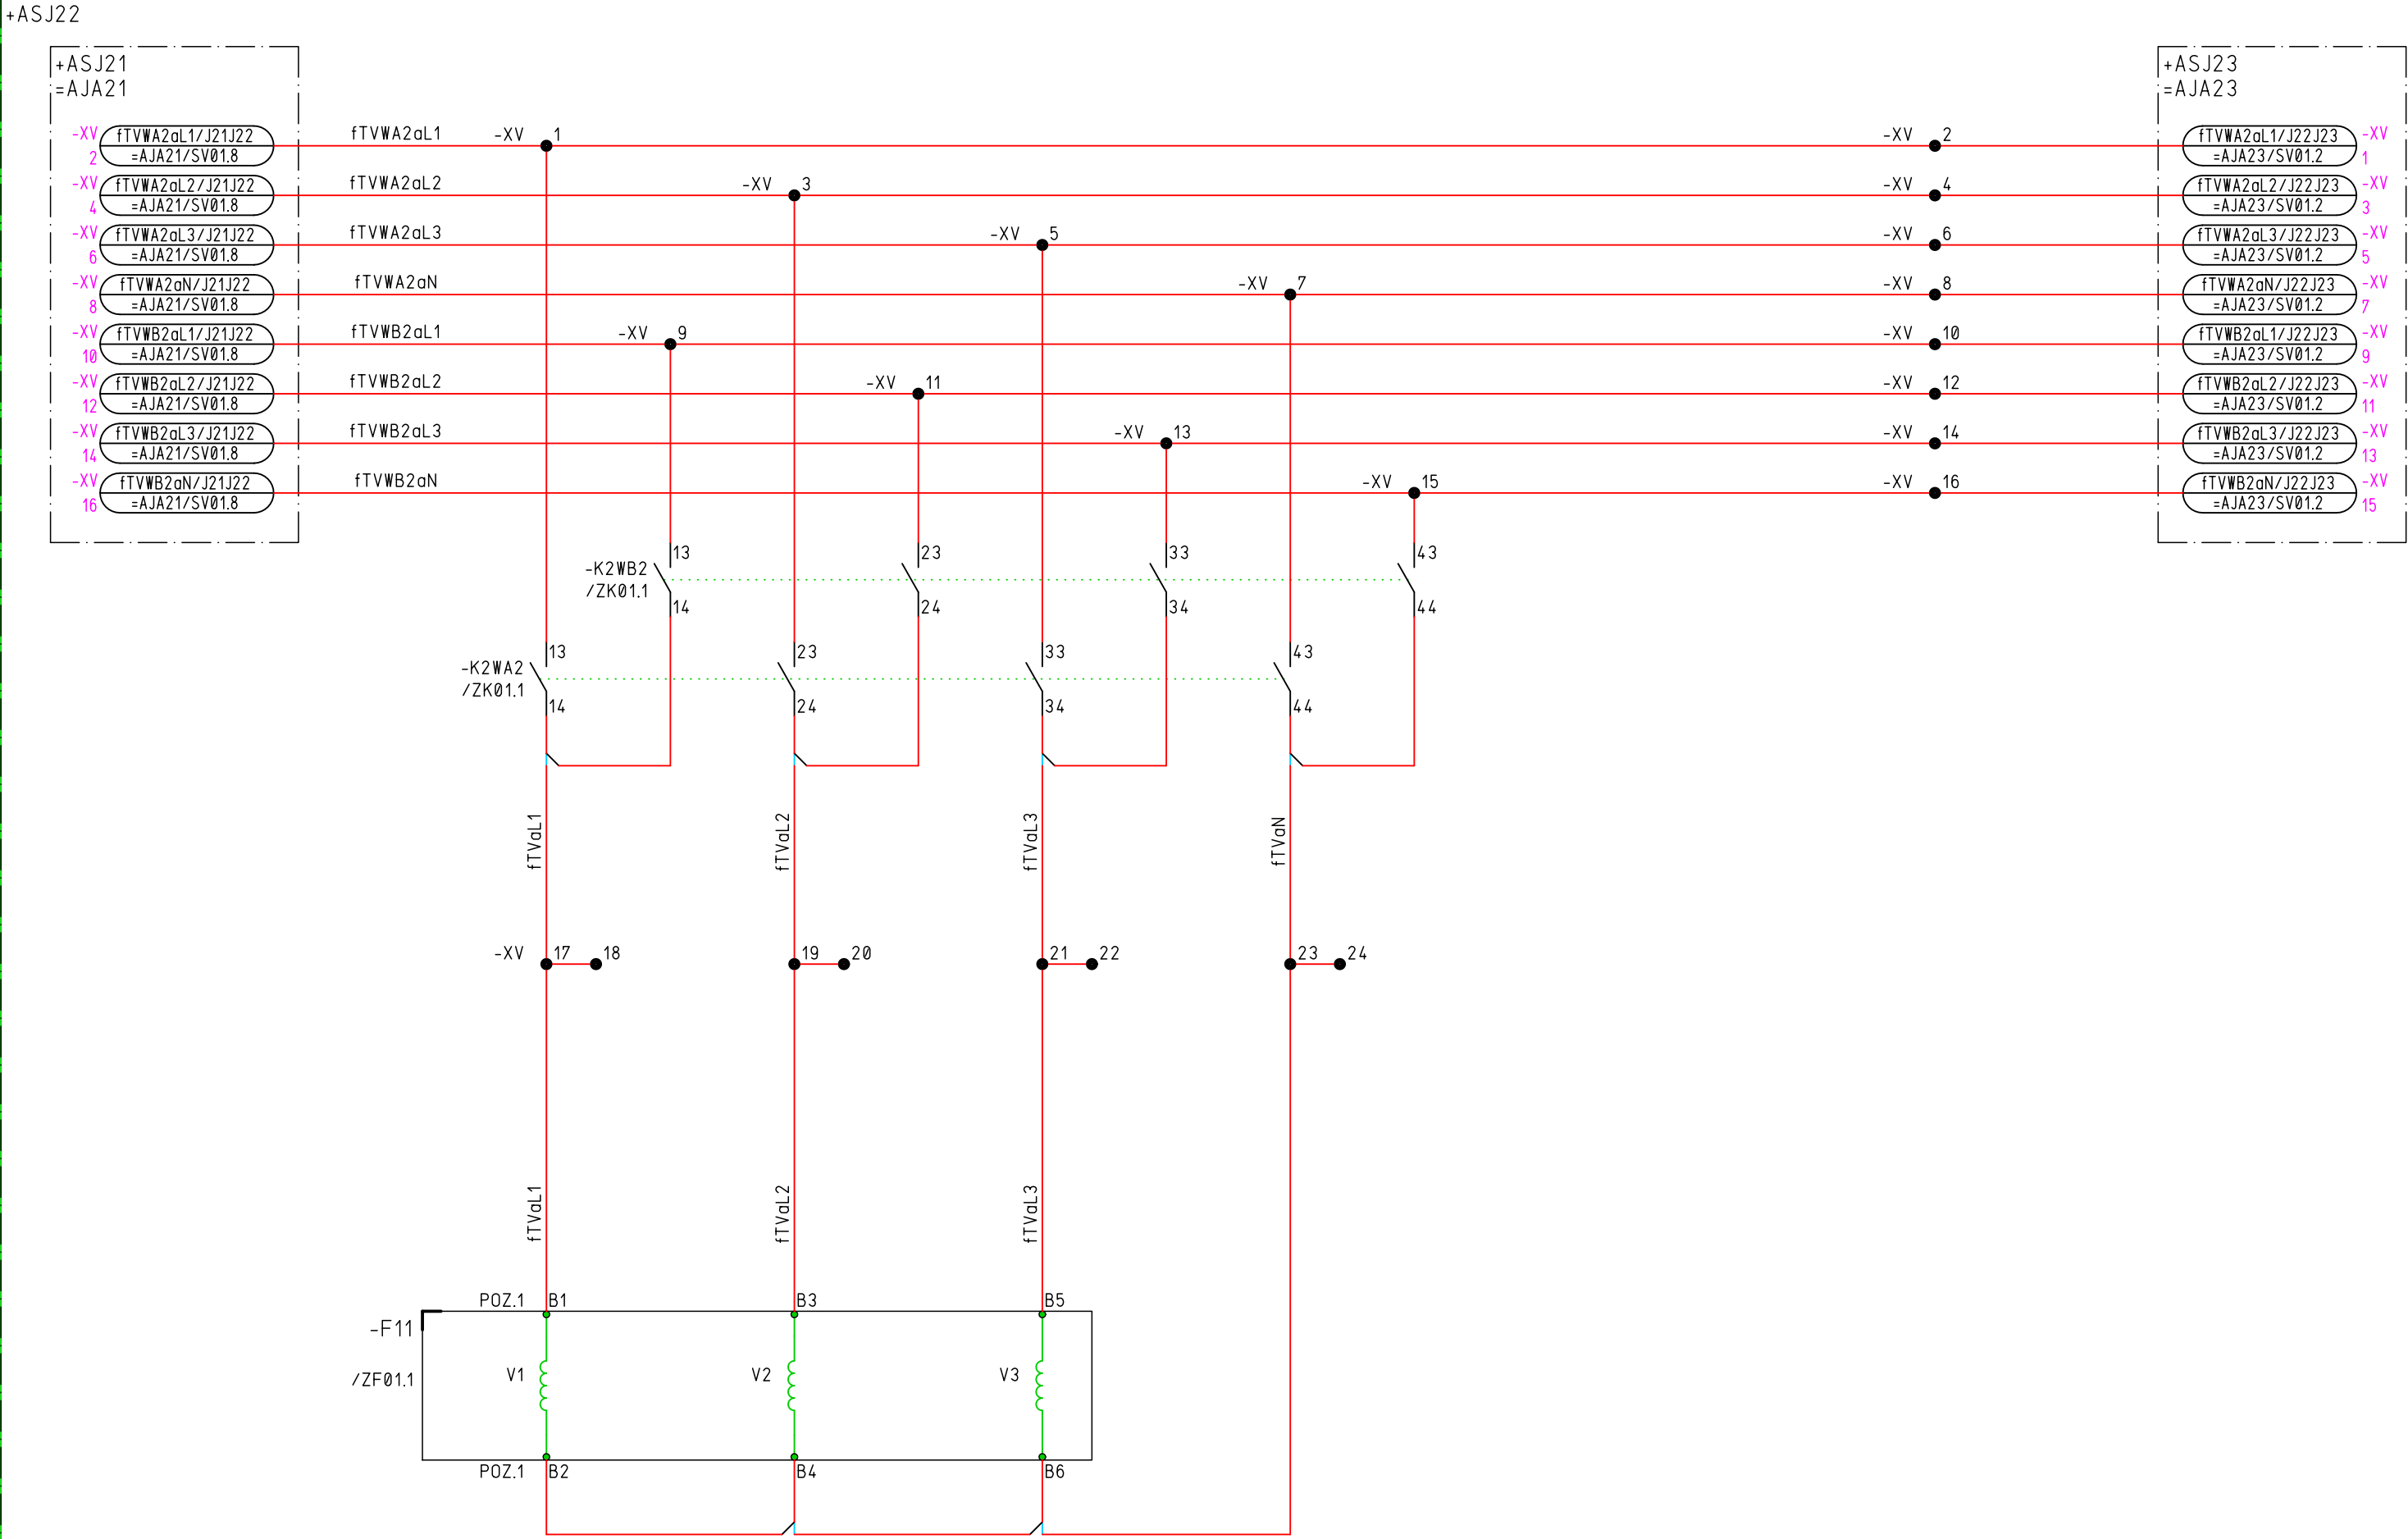 +ASJ22
+ASJ21
=AJA21
+ASJ23
=AJA23
-XV fTVWA2aL1/J21J22 fTVWA2aL1 -XV 1 -XV 2 fTVWA2aL1/J22J23 -XV
2 =AJA21/SV01.8 =AJA23/SV01.2 1
-XV fTVWA2aL2/J21J22 fTVWA2aL2 -XV 3 -XV 4 fTVWA2aL2/J22J23 -XV
4 =AJA21/SV01.8 =AJA23/SV01.2 3
-XV fTVWA2aL3/J21J22 fTVWA2aL3 -XV 5 -XV 6 fTVWA2aL3/J22J23 -XV
6 =AJA21/SV01.8 =AJA23/SV01.2 5
-XV fTVWA2aN/J21J22 fTVWA2aN -XV 7 -XV 8 fTVWA2aN/J22J23 -XV
8 =AJA21/SV01.8 =AJA23/SV01.2 7
-XV fTVWB2aL1/J21J22 fTVWB2aL1 -XV 9 -XV 10 fTVWB2aL1/J22J23 -XV
10 =AJA21/SV01.8 =AJA23/SV01.2 9
-XV fTVWB2aL2/J21J22 fTVWB2aL2 -XV 11 -XV 12 fTVWB2aL2/J22J23 -XV
12 =AJA21/SV01.8 =AJA23/SV01.2 11
-XV fTVWB2aL3/J21J22 fTVWB2aL3 -XV 13 -XV 14 fTVWB2aL3/J22J23 -XV
14 =AJA21/SV01.8 =AJA23/SV01.2 13
-XV fTVWB2aN/J21J22 fTVWB2aN -XV 15 -XV 16 fTVWB2aN/J22J23 -XV
16 =AJA21/SV01.8 =AJA23/SV01.2 15
13 23 33 43
-K2WB2
/ZK01.1
14 24 34 44
13 23 33 43
-K2WA2
/ZK01.1
14 24 34 44
fTVaL1 fTVaL2 fTVaL3 fTVaN
-XV 17 18 19 20 21 22 23 24
fTVaL1 fTVaL2 fTVaL3
POZ.1 B1 B3 B5
-F11
/ZF01.1
V1 V2 V3
POZ.1 B2 B4 B6